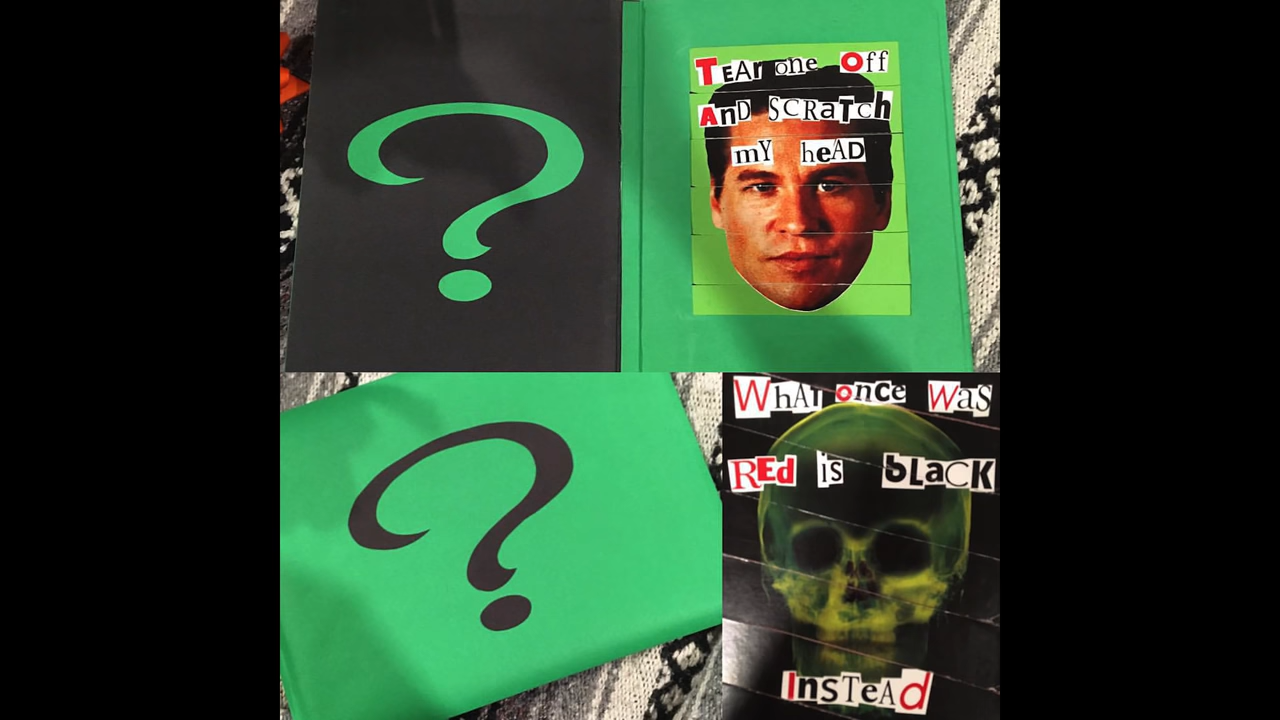 ?
TEAr one Off
And SCRaTch
mY heAD
?
WhAT once Was
REd is bLaCK
InSTeAd